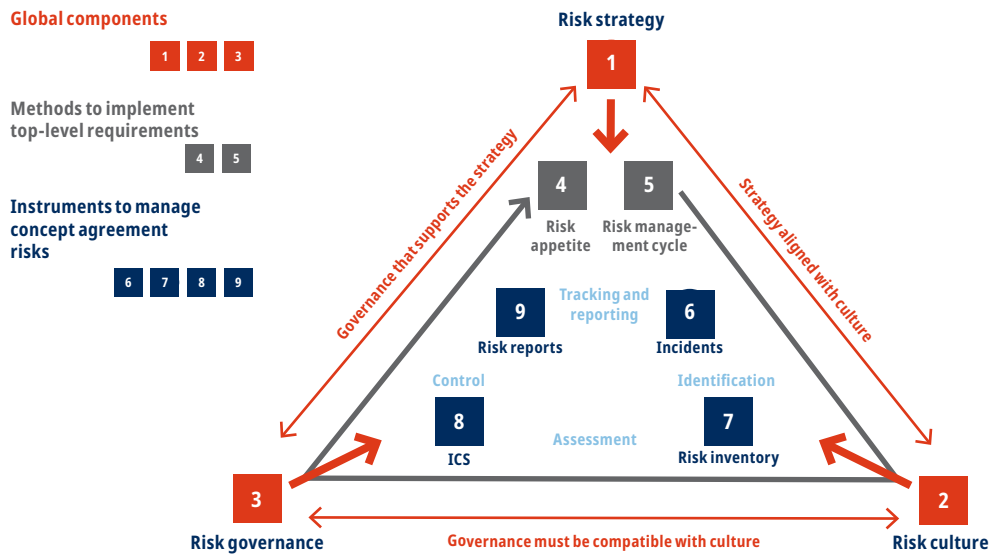 Global components
1 2 3
Methods to implement
top-level requirements
4 5
Instruments to manage
concept agreement
risks
6 7 8 9
Risk strategy
1
Governance that supports the strategy
Strategy aligned with culture
4
Risk
appetite
5
Risk manage-
ment cycle
Tracking and
reporting
9
Risk reports
6
Incidents
Control
Identification
8
ICS
Assessment
7
Risk inventory
3
Risk governance
Governance must be compatible with culture
2
Risk culture